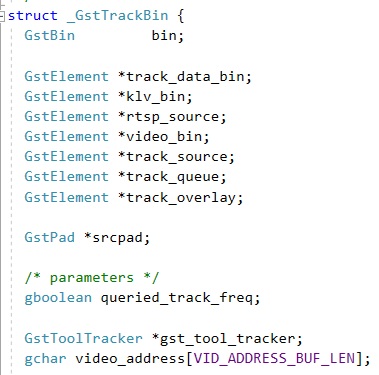 struct _GstTrackBin {
GstBin bin;
GstElement *track_data_bin;
GstElement *klv_bin;
GstElement *rtsp_source;
GstElement *video_bin;
GstElement *track_source;
GstElement *track_queue;
GstElement *track_overlay;
GstPad *srcpad;
/* parameters */
gboolean queried_track_freq;
GstToolTracker *gst_tool_tracker;
gchar video_address[VID_ADDRESS_BUF_LEN];